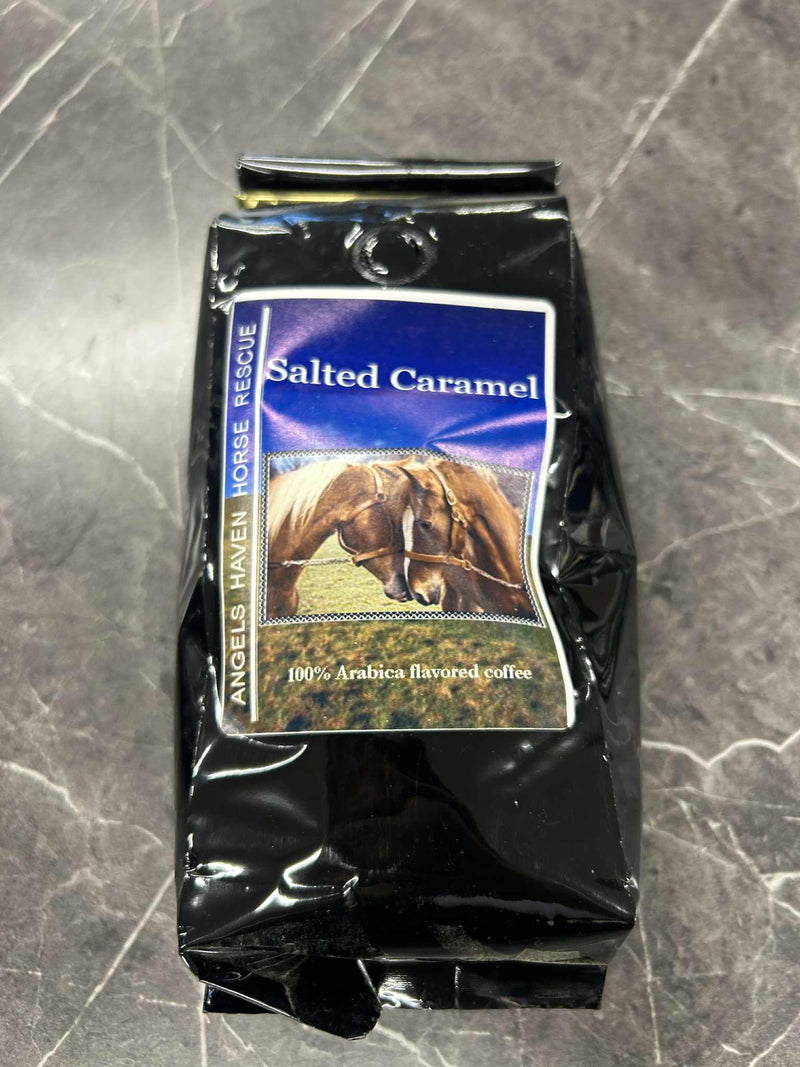 Salted Caramel
ANGELS HAVEN HORSE RESCUE
100% Arabica flavored coffee